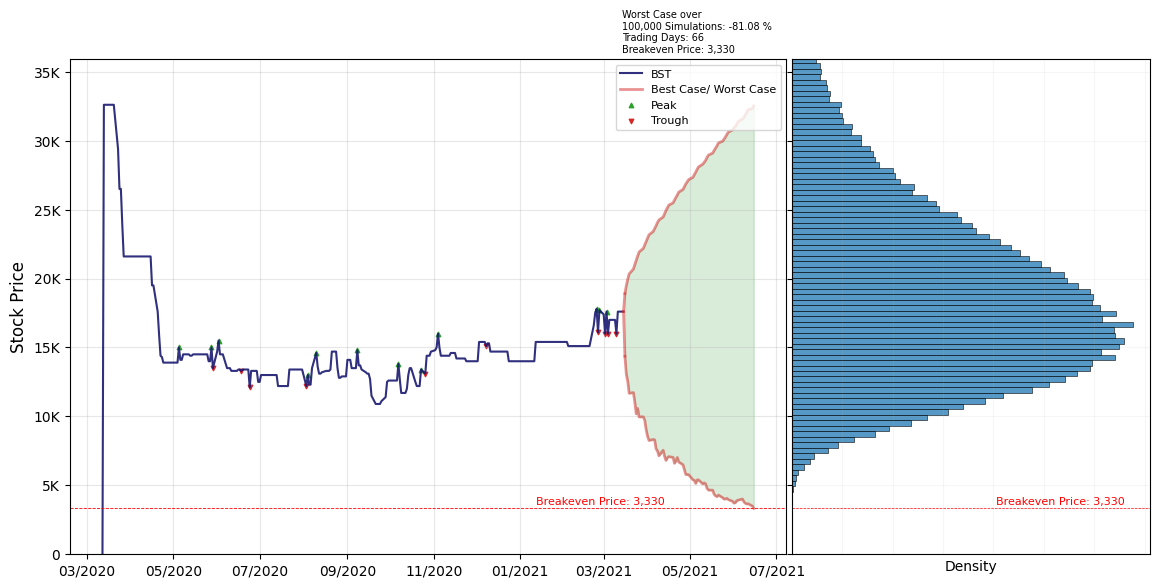 Worst Case over
100,000 Simulations: -81.08 %
Trading Days: 66
Breakeven Price: 3,330
BST
Best Case/ Worst Case
Peak
Trough
Stock Price
35K
30K
25K
20K
15K
10K
5K
0
Breakeven Price: 3,330
Breakeven Price: 3,330
03/2020 05/2020 07/2020 09/2020 11/2020 01/2021 03/2021 05/2021 07/2021
Density